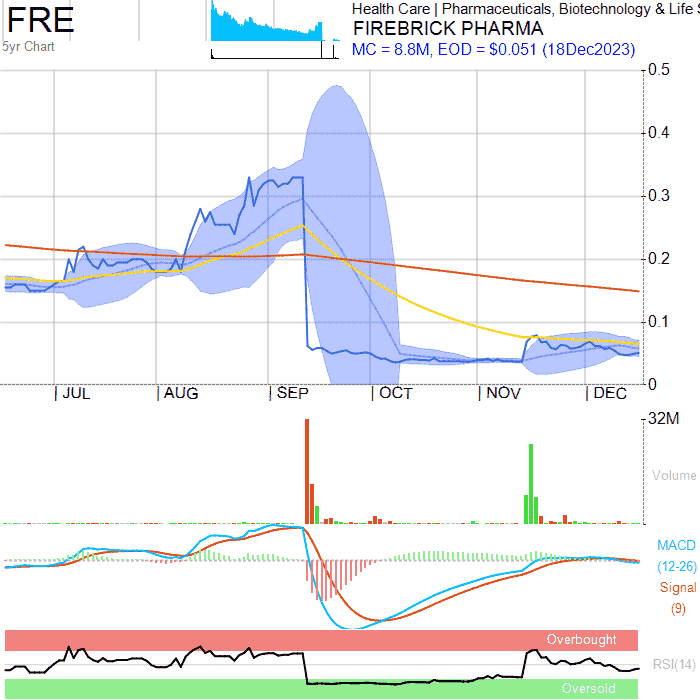 FRE
5yr Chart
Health Care | Pharmaceuticals, Biotechnology & Life S
FIREBRICK PHARMA
MC = 8.8M, EOD = $0.051 (18Dec2023)
0.5
0.4
0.3
0.2
0.1
0
JUL
AUG
SEP
OCT
NOV
DEC
32M
Volume
MACD
(12-26)
Signal
(9)
Overbought
RSI(14)
Oversold